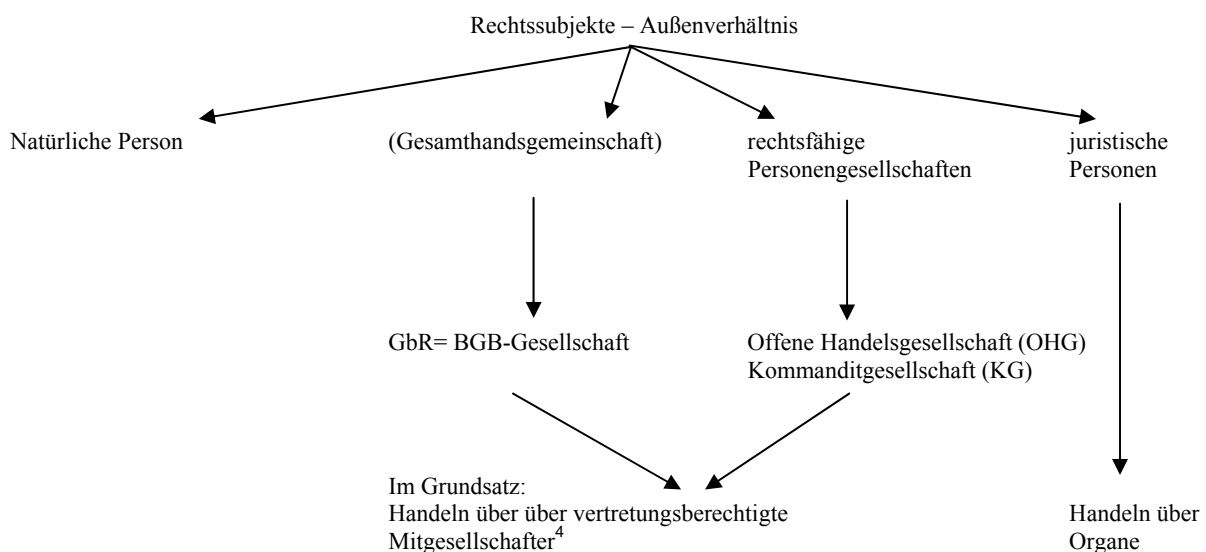 Rechtssubjekte – Außenverhältnis
Natürliche Person
(Gesamthandsgemeinschaft)
rechtsfähige
Personengesellschaften
juristische
Personen
GbR= BGB-Gesellschaft
Offene Handelsgesellschaft (OHG)
Kommanditgesellschaft (KG)
Im Grundsatz:
Handeln über über vertretungsberechtigte
Mitgesellschafter⁴
Handeln über
Organe